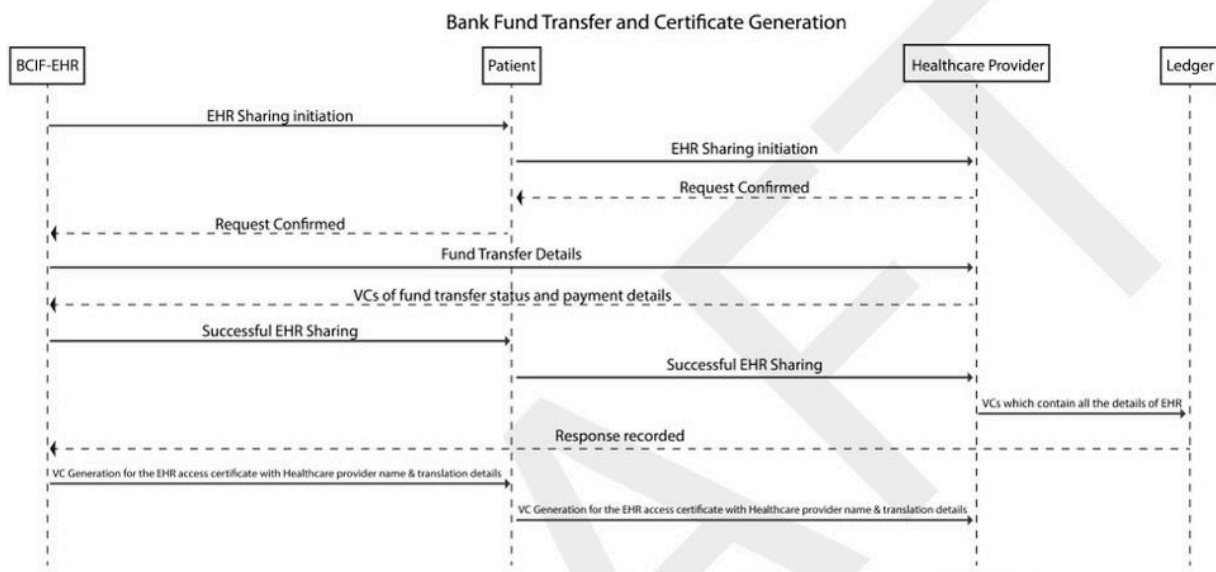 Bank Fund Transfer and Certificate Generation
BCIF-EHR
Patient
Healthcare Provider
Ledger
EHR Sharing initiation
EHR Sharing initiation
Request Confirmed
Request Confirmed
Fund Transfer Details
VCs of fund transfer status and payment details
Successful EHR Sharing
Successful EHR Sharing
VCs which contain all the details of EHR
Response recorded
VC Generation for the EHR access certificate with Healthcare provider name & translation details
VC Generation for the EHR access certificate with Healthcare provider name & translation details